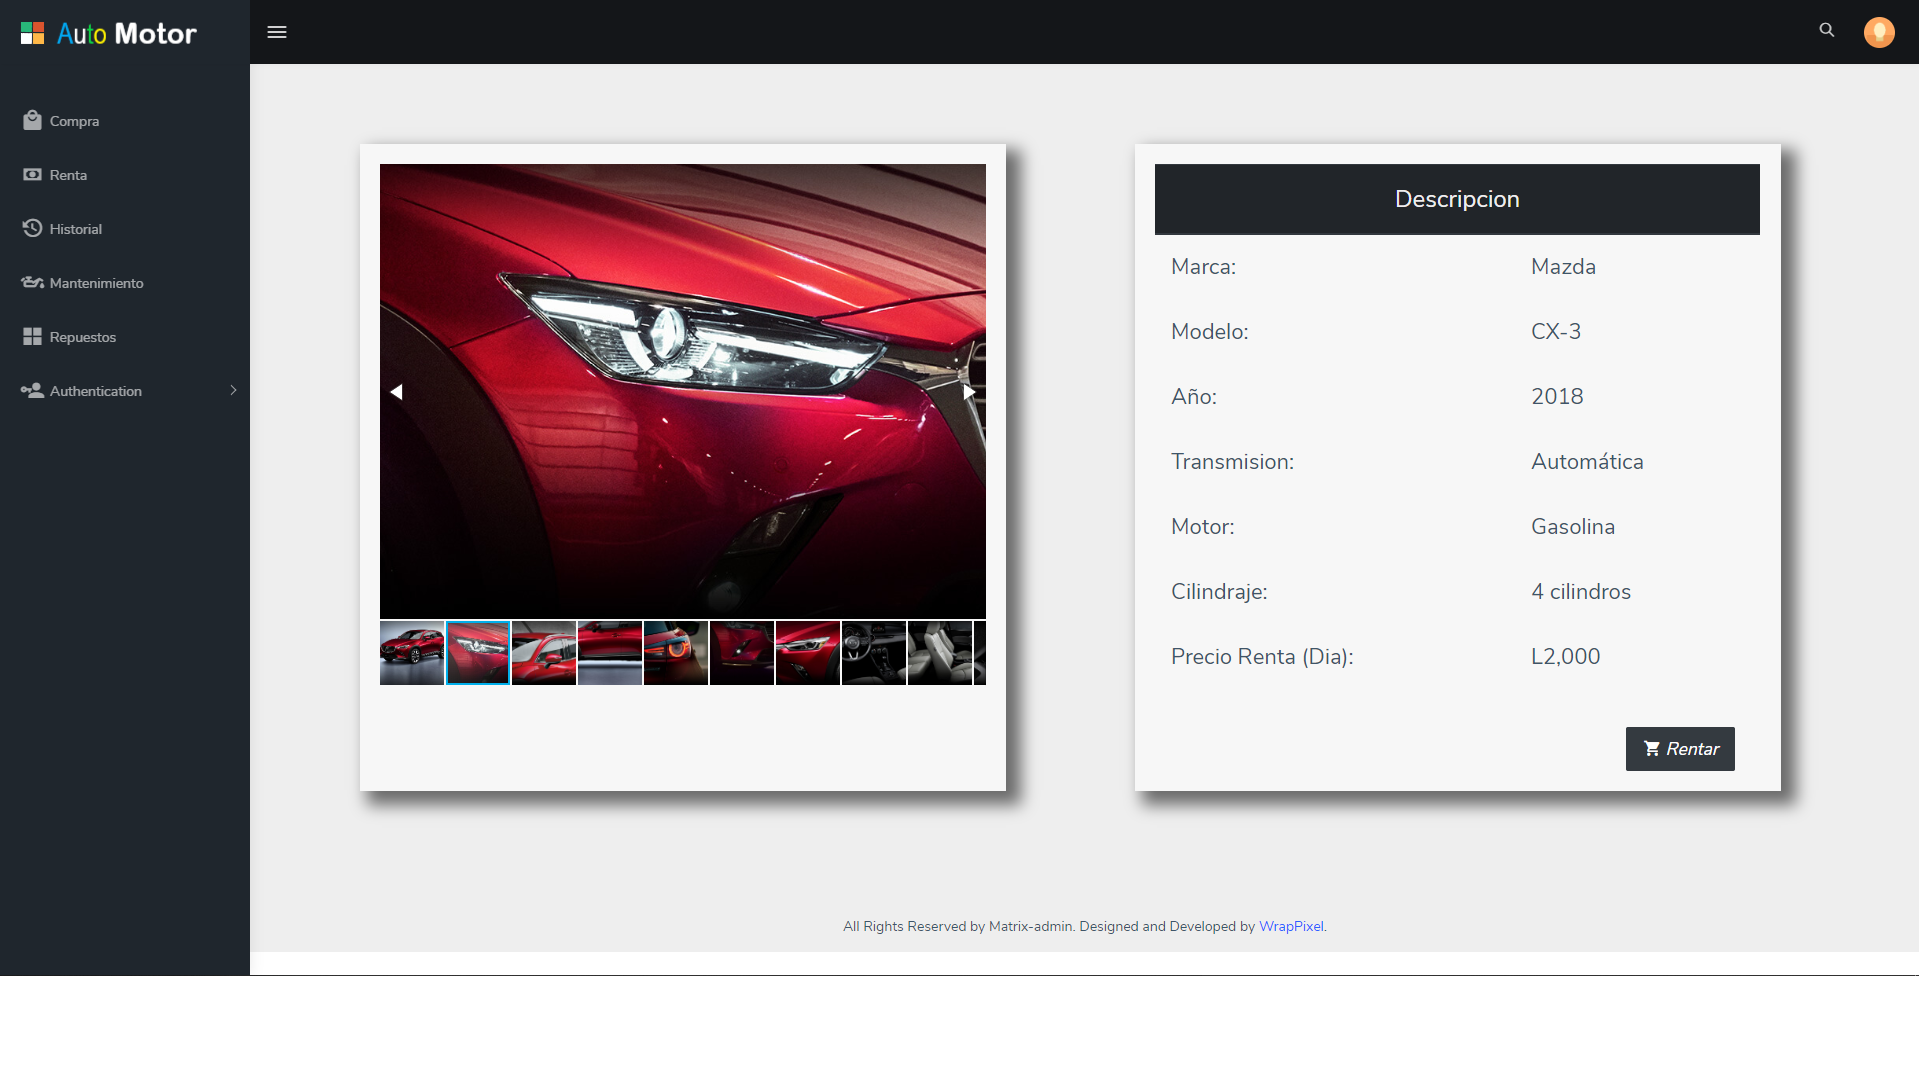 Auto Motor
Compra
Renta
Historial
Mantenimiento
Repuestos
Authentication
Descripcion
Marca: Mazda
Modelo: CX-3
Año: 2018
Transmision: Automática
Motor: Gasolina
Cilindraje: 4 cilindros
Precio Renta (Dia): L2,000
Rentar
All Rights Reserved by Matrix-admin. Designed and Developed by WrapPixel.